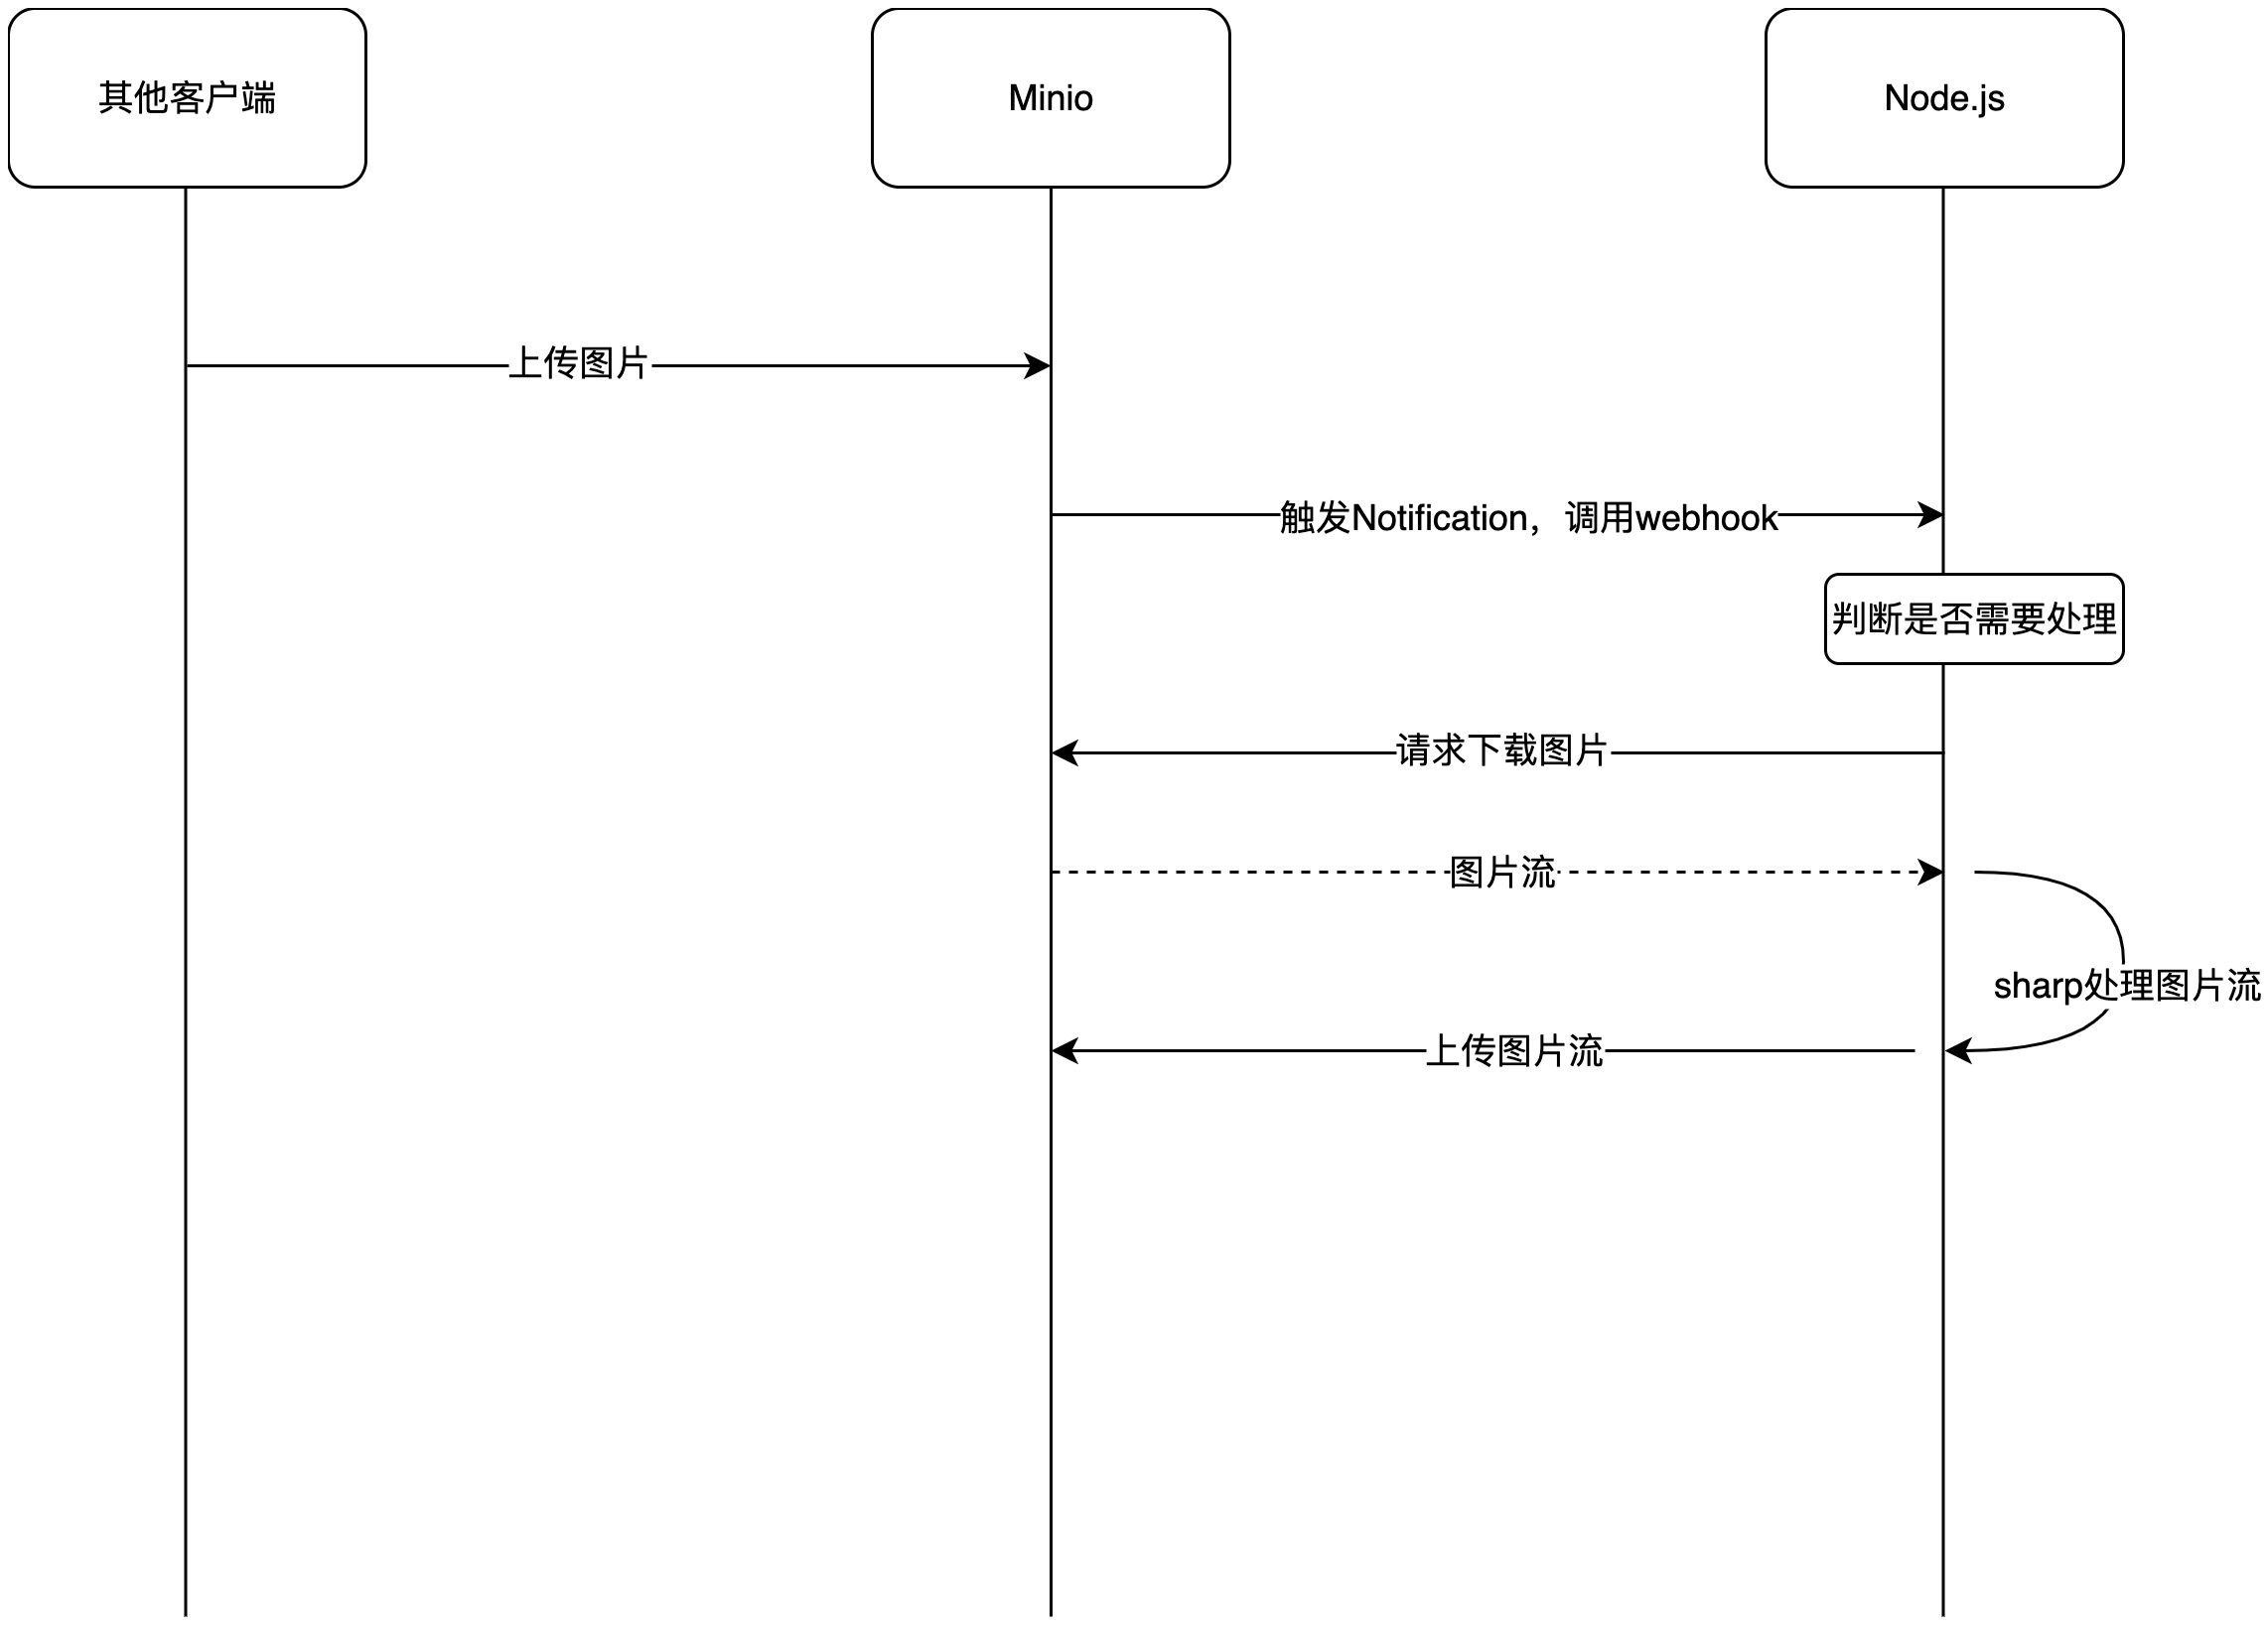 其他客户端
Minio
Node.js
上传图片
触发Notification，调用webhook
判断是否需要处理
请求下载图片
图片流
sharp处理图片流
上传图片流